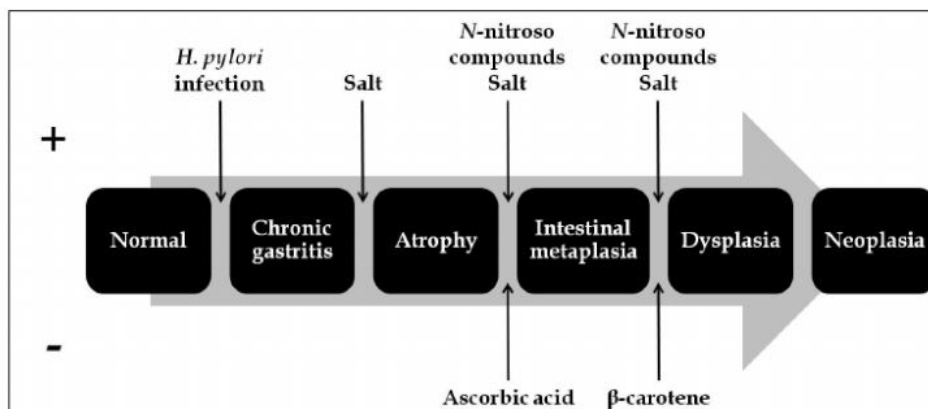 N-nitroso
compounds
Salt
N-nitroso
compounds
Salt
H. pylori
infection
Salt
+
Normal
Chronic
gastritis
Atrophy
Intestinal
metaplasia
Dysplasia
Neoplasia
-
Ascorbic acid
β-carotene